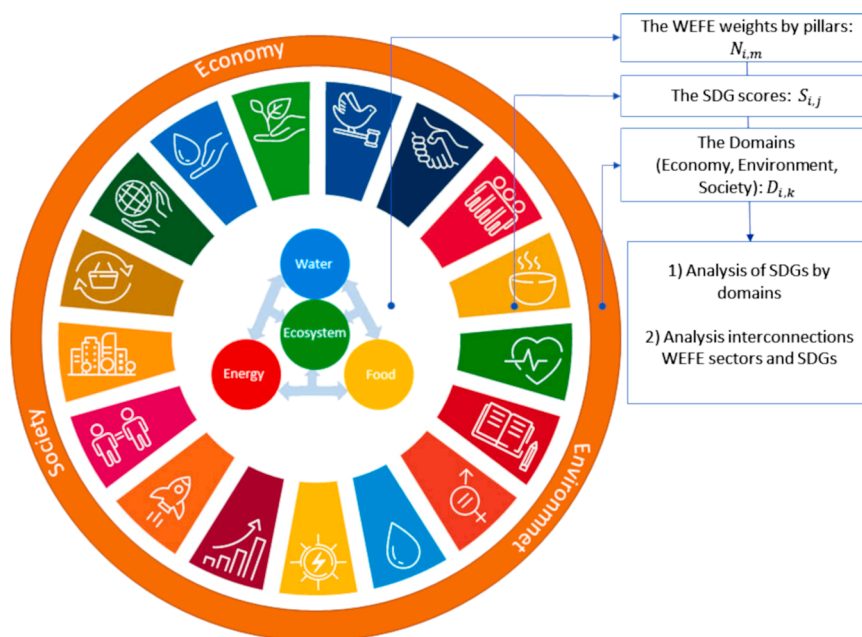 Economy
Society
Environmnet
Water
Ecosystem
Energy
Food
The WEFE weights by pillars:
N_{i,m}
The SDG scores: S_{i,j}
The Domains
(Economy, Environment,
Society): D_{i,k}
1) Analysis of SDGs by
domains
2) Analysis interconnections
WEFE sectors and SDGs